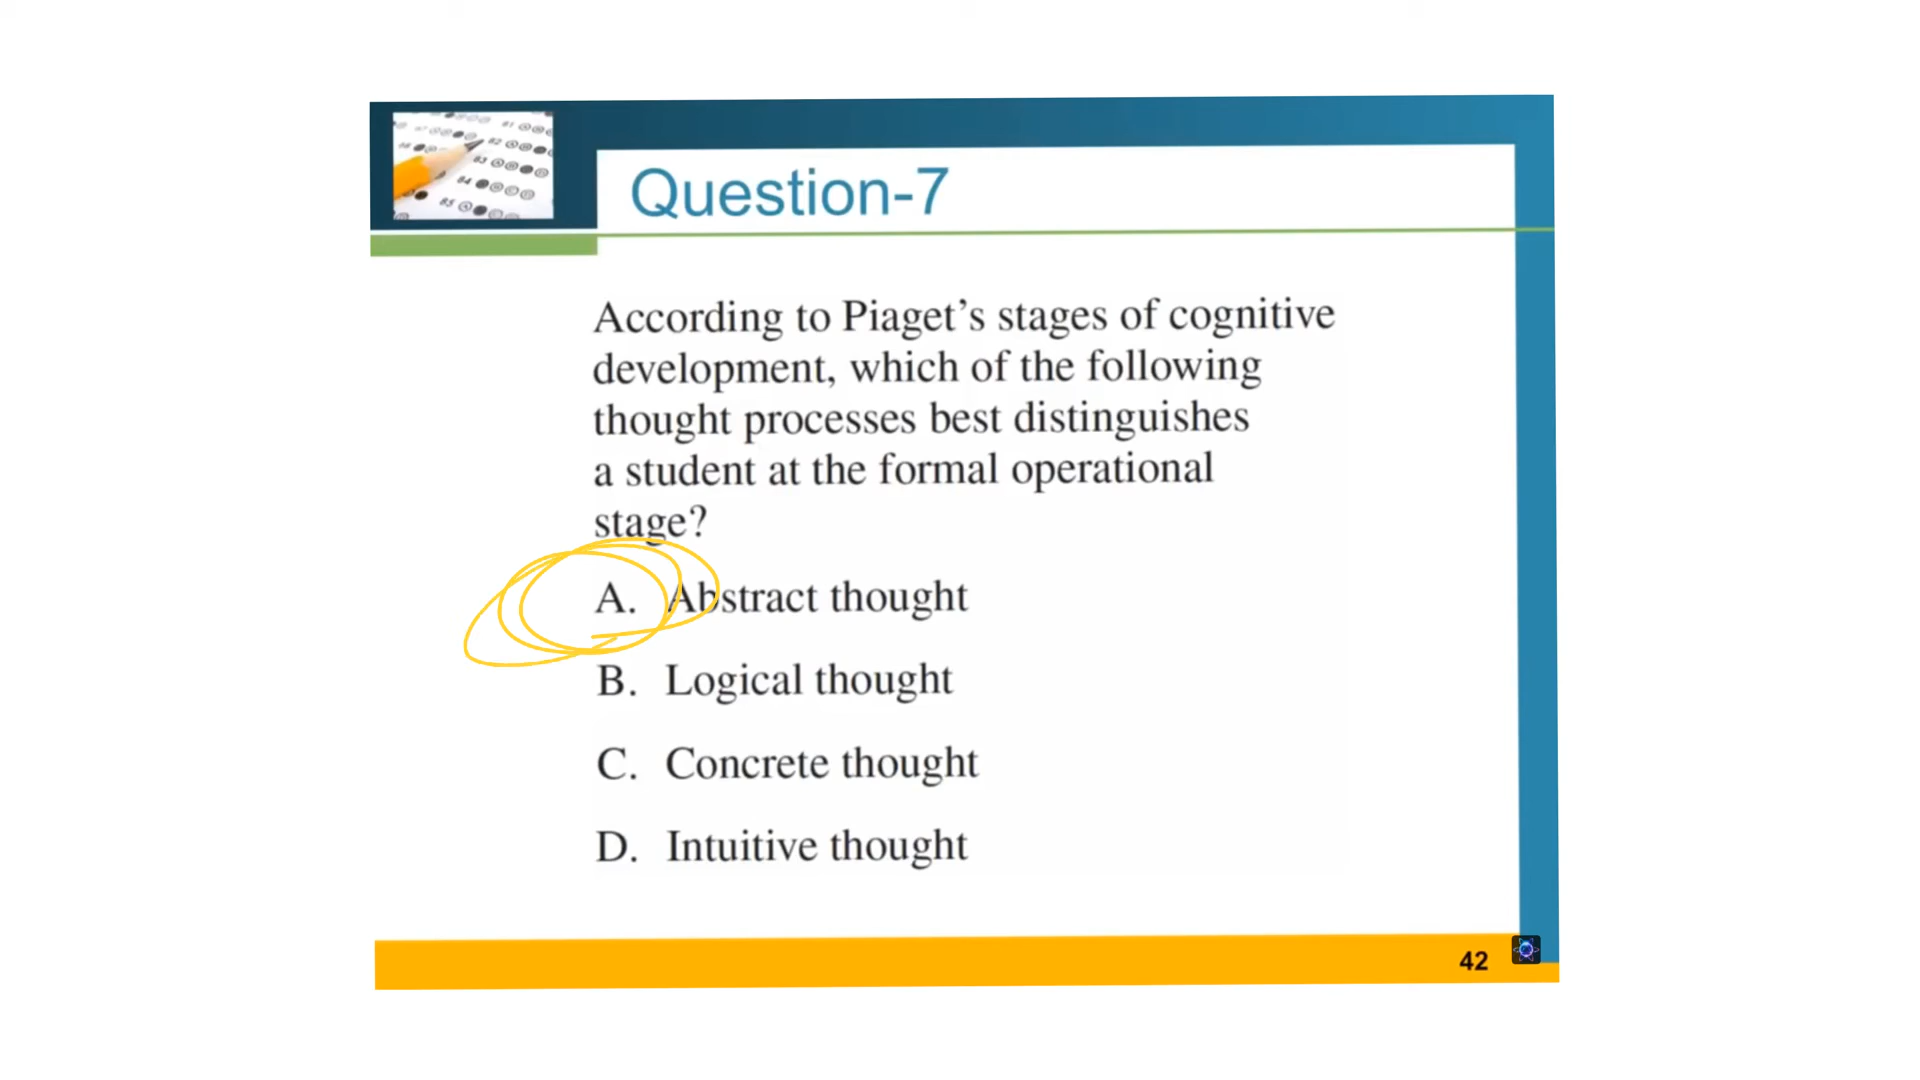 Question-7
According to Piaget's stages of cognitive
development, which of the following
thought processes best distinguishes
a student at the formal operational
stage?
A. Abstract thought
B. Logical thought
C. Concrete thought
D. Intuitive thought
42